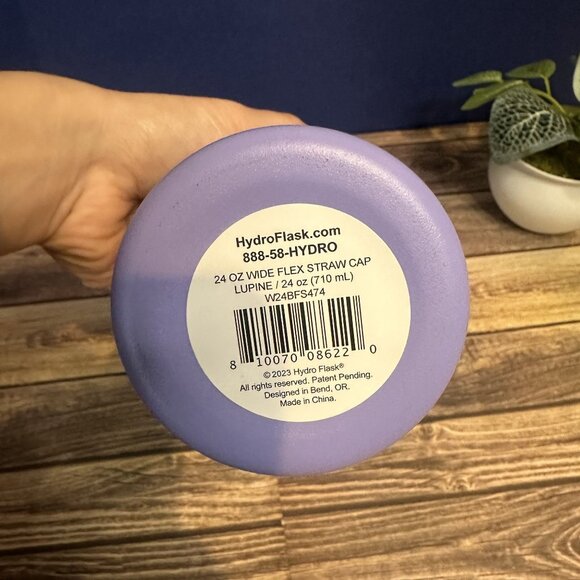 HydroFlask.com
888-58-HYDRO
24 OZ WIDE FLEX STRAW CAP
LUPINE / 24 oz (710 mL)
W24BFS474
8 10070 08622 0
© 2023 Hydro Flask®
All rights reserved. Patent Pending.
Designed in Bend, OR.
Made in China.